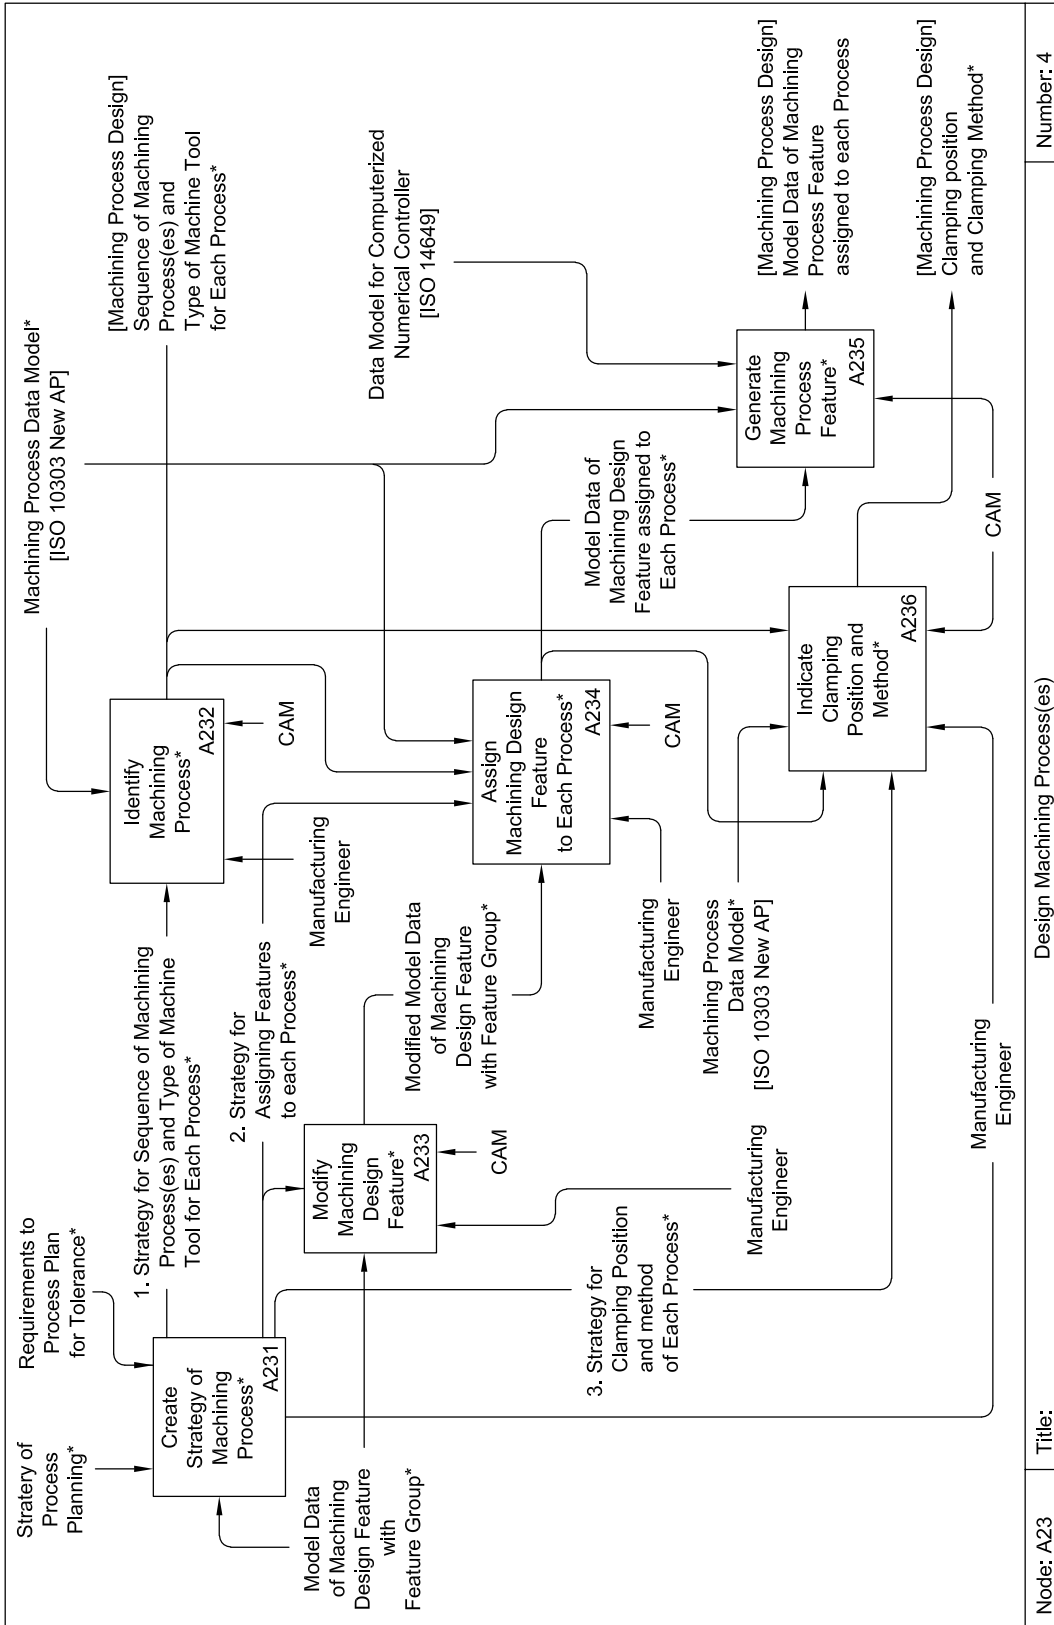 Stratery of
Process
Planning*
Requirements to
Process Plan
for Tolerance*
Machining Process Data Model*
[ISO 10303 New AP]
[Machining Process Design]
Sequence of Machining
Process(es) and
Type of Machine Tool
for Each Process*
1. Strategy for Sequence of Machining
Process(es) and Type of Machine
Tool for Each Process*
Create
Strategy of
Machining
Process*
A231
Identify
Machining
Process*
A232
CAM
Manufacturing
Engineer
2. Strategy for
Assigning Features
to each Process*
Model Data
of Machining
Design Feature
with
Feature Group*
Modify
Machining
Design
Feature*
A233
CAM
Modified Model Data
of Machining
Design Feature
with Feature Group*
Data Model for Computerized
Numerical Controller
[ISO 14649]
Assign
Machining Design
Feature
to Each Process*
A234
CAM
Manufacturing
Engineer
Model Data of
Machining Design
Feature assigned to
Each Process*
Generate
Machining
Process
Feature*
A235
[Machining Process Design]
Model Data of Machining
Process Feature
assigned to each Process
3. Strategy for
Clamping Position
and method
of Each Process*
Manufacturing
Engineer
Machining Process
Data Model*
[ISO 10303 New AP]
Indicate
Clamping
Position and
Method*
A236
[Machining Process Design]
Clamping position
and Clamping Method*
CAM
Manufacturing
Engineer
Node: A23
Title:
Design Machining Process(es)
Number: 4